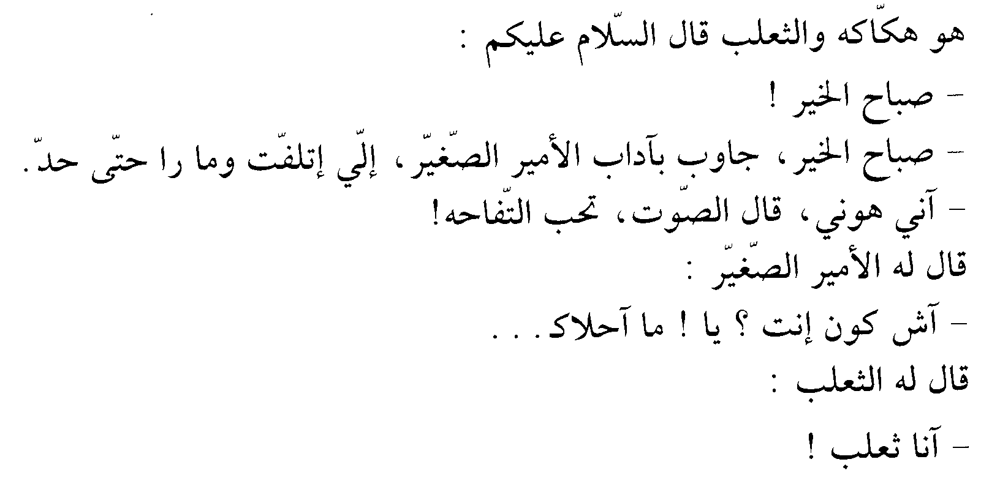 هو هكّاكه والثعلب قال السّلام عليكم :
– صباح الخير !
– صباح الخير، جاوب بآداب الأمير الصّغيّر، إلّي إتلفّت وما را حتّى حدّ.
– آني هوني، قال الصّوت، تحب التّفاحه!
قال له الأمير الصّغيّر :
– آش كون إنت ؟ يا ! ما آحلاكـ . . .
قال له الثعلب :
– آنا ثعلب !